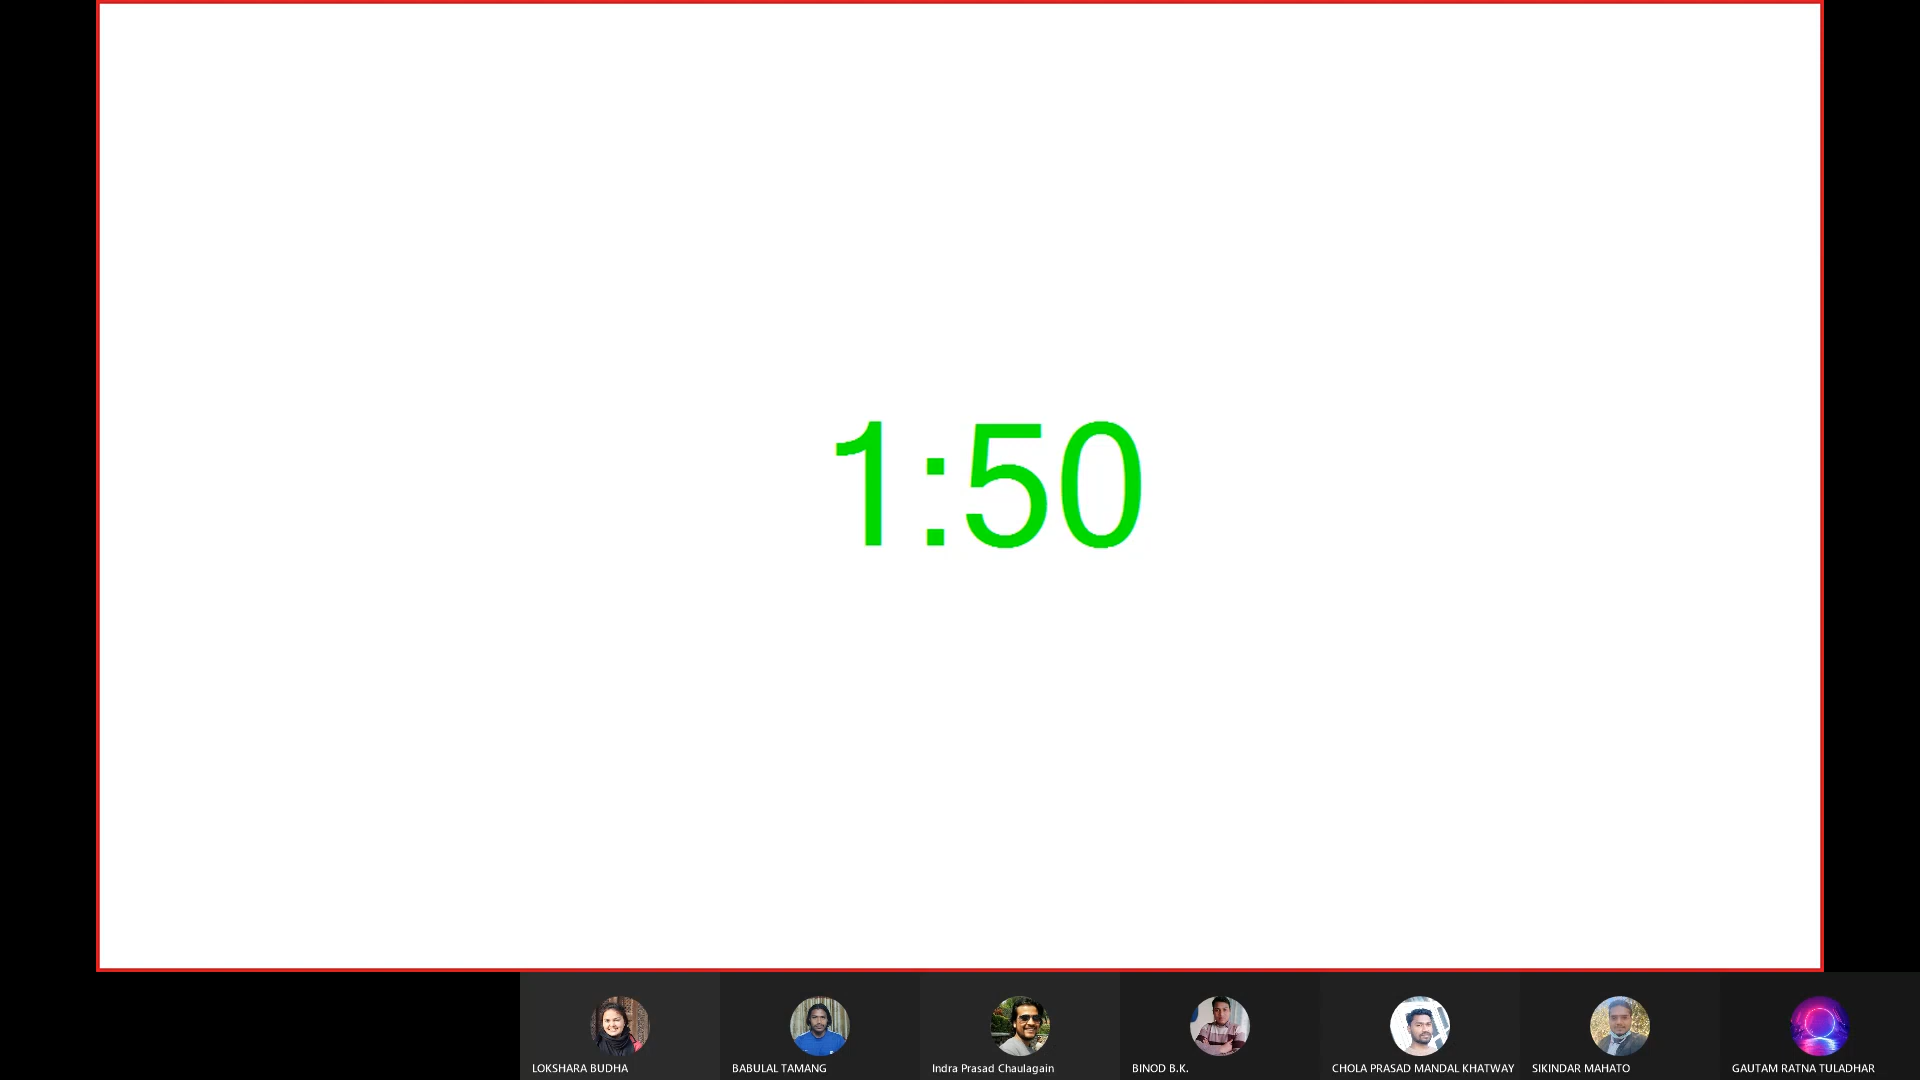 1:50
LOKSHARA BUDHA
BABULAL TAMANG
Indra Prasad Chaulagain
BINOD B.K.
CHOLA PRASAD MANDAL KHATWAY
SIKINDAR MAHATO
GAUTAM RATNA TULADHAR